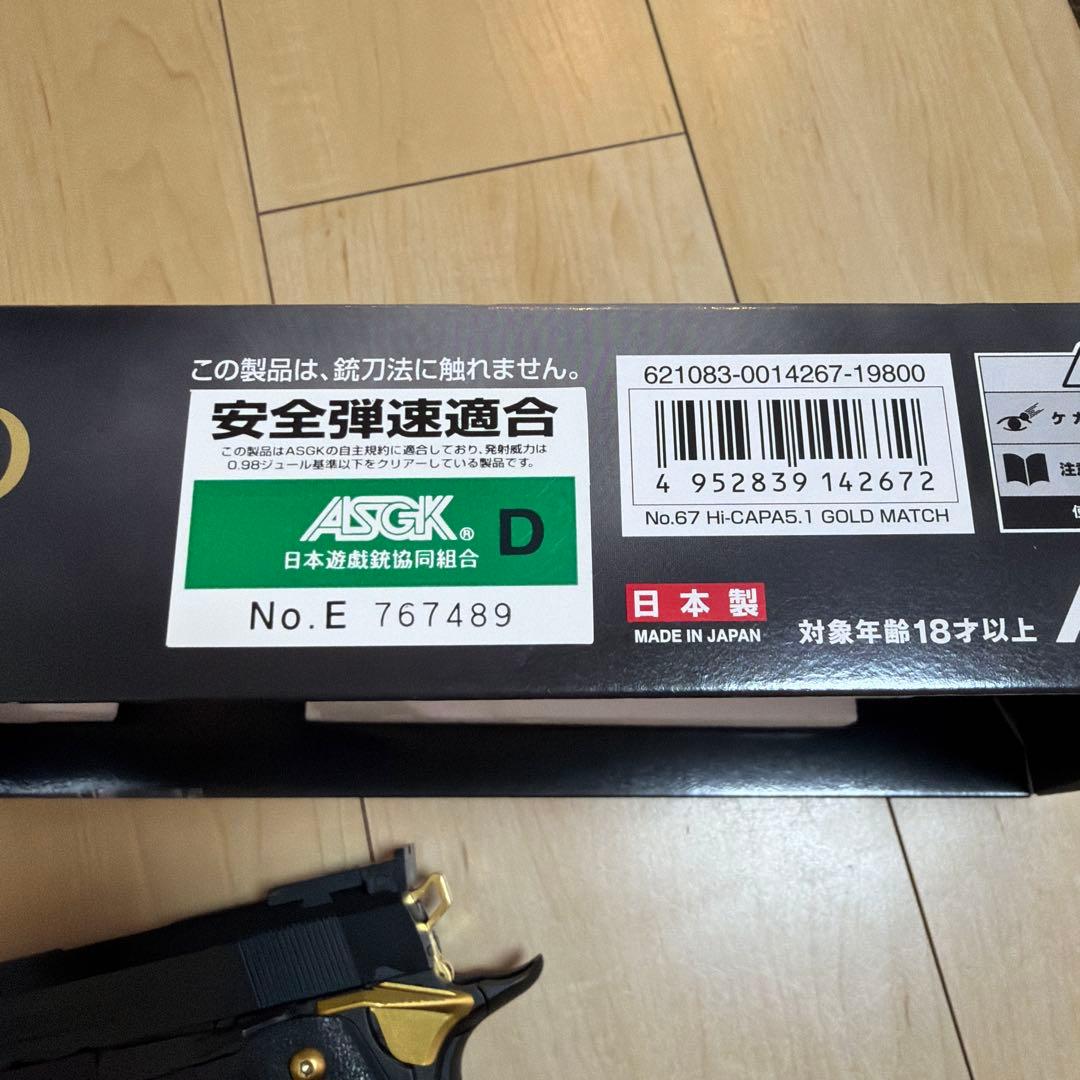 この製品は、銃刀法に触れません。
安全弾速適合
この製品はASGKの自主規約に適合しており、発射威力は
0.98ジュール基準以下をクリアーしている製品です。
ASGK® D
日本遊戯銃協同組合
No.E 767489
621083-0014267-19800
4 952839 142672
No.67 Hi-CAPA5.1 GOLD MATCH
日本製
MADE IN JAPAN
対象年齢18才以上
ケガ
注意